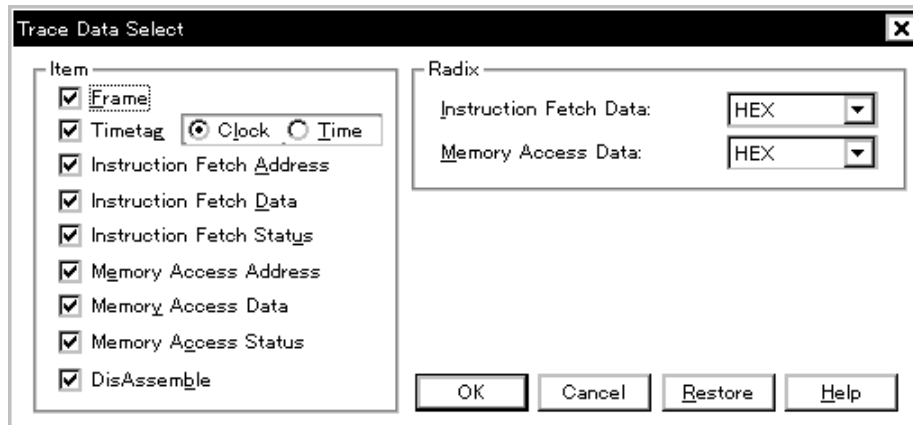 Trace Data Select
Item
Frame
Timetag Clock Time
Instruction Fetch Address
Instruction Fetch Data
Instruction Fetch Status
Memory Access Address
Memory Access Data
Memory Access Status
DisAssemble
Radix
Instruction Fetch Data: HEX
Memory Access Data: HEX
OK Cancel Restore Help